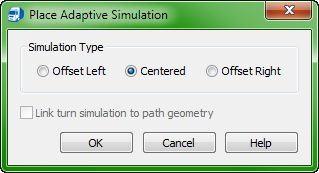 Place Adaptive Simulation
Simulation Type
Offset Left Centered Offset Right
Link turn simulation to path geometry
OK Cancel Help